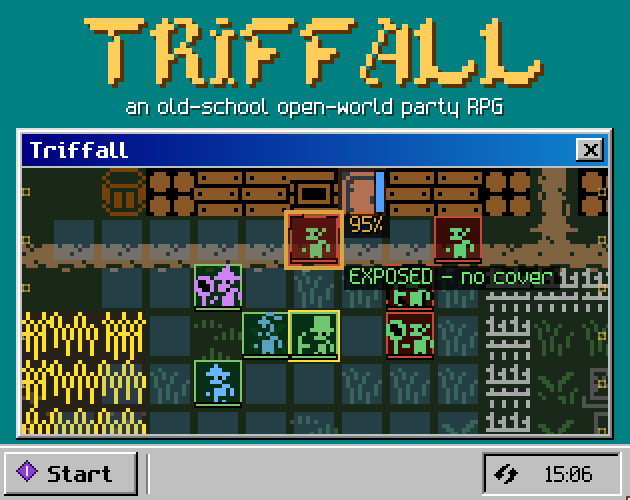 TRIFFALL
an old-school open-world party RPG
Triffall
95%
EXPOSED - no cover
Start
15:06